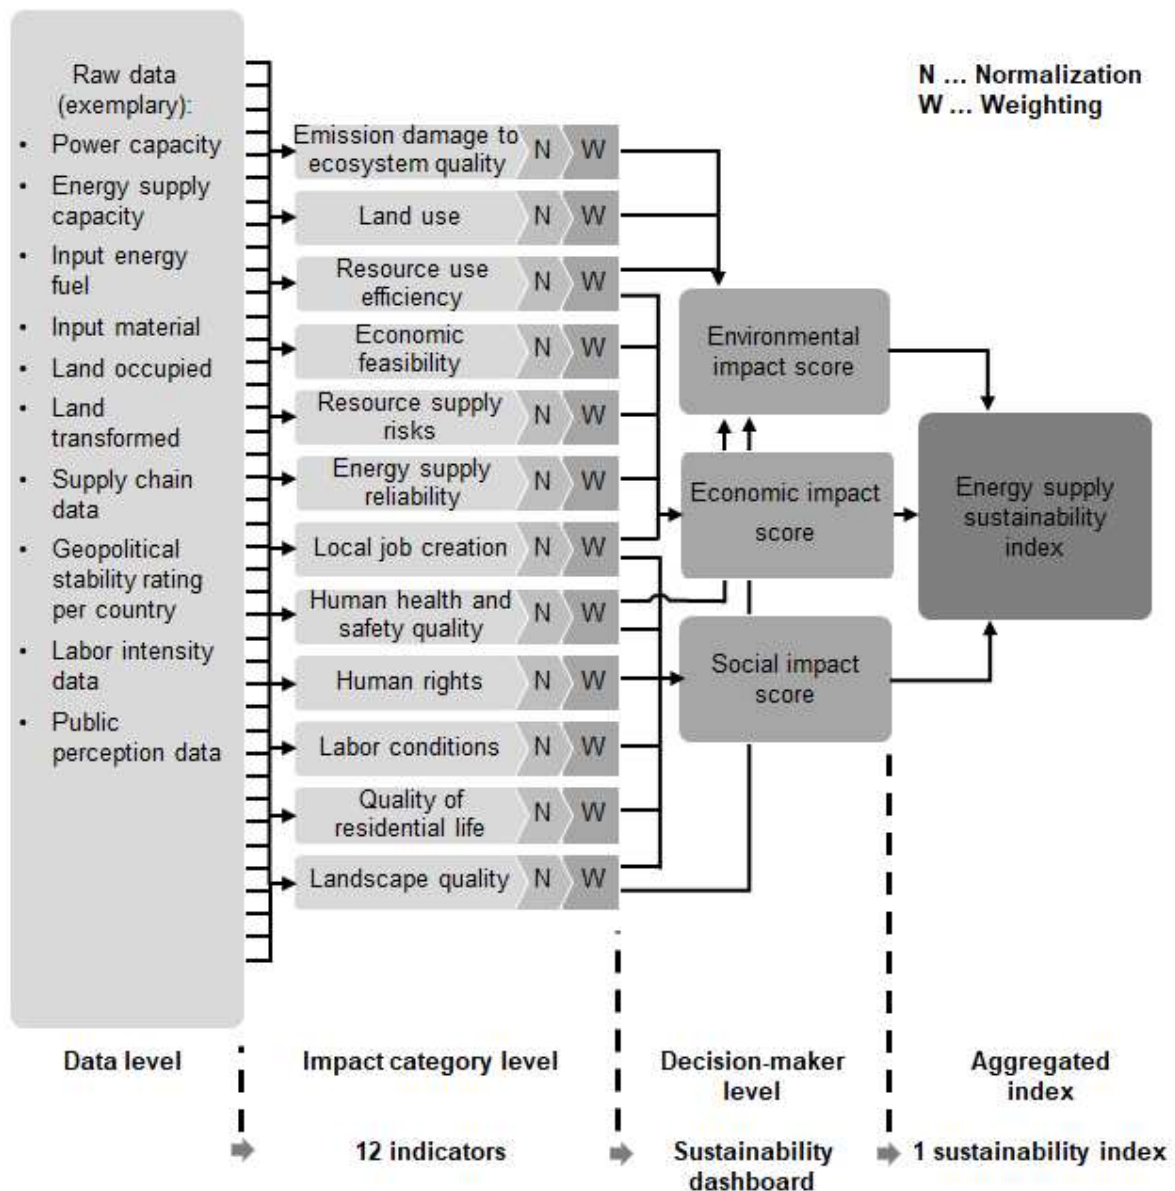 Raw data
(exemplary):
• Power capacity
• Energy supply
capacity
• Input energy
fuel
• Input material
• Land occupied
• Land
transformed
• Supply chain
data
• Geopolitical
stability rating
per country
• Labor intensity
data
• Public
perception data
N ... Normalization
W ... Weighting
Emission damage to
ecosystem quality
N W
Land use
N W
Resource use
efficiency
N W
Economic
feasibility
N W
Resource supply
risks
N W
Energy supply
reliability
N W
Local job creation
N W
Human health and
safety quality
N W
Human rights
N W
Labor conditions
N W
Quality of
residential life
N W
Landscape quality
N W
Environmental
impact score
Economic impact
score
Social impact
score
Energy supply
sustainability
index
Data level
Impact category level
Decision-maker
level
Aggregated
index
12 indicators
Sustainability
dashboard
1 sustainability index